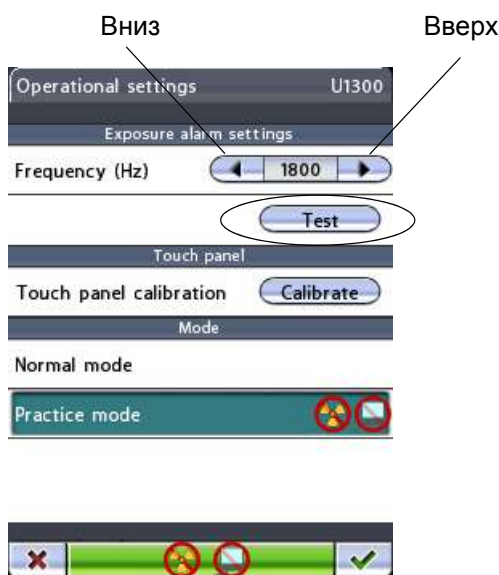 Вниз Вверх
Operational settings U1300
Exposure alarm settings
Frequency (Hz) 1800
Test
Touch panel
Touch panel calibration Calibrate
Mode
Normal mode
Practice mode